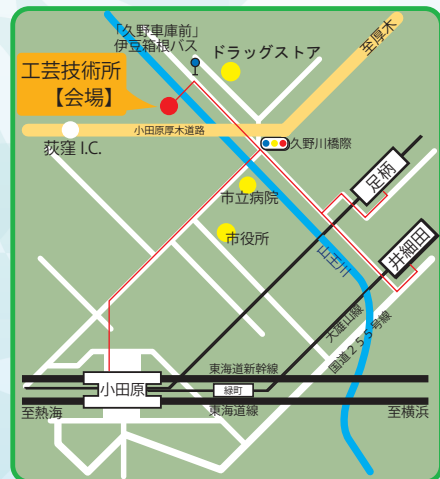 「久野車庫前」
伊豆箱根バス
ドラッグストア
至厚木
工芸技術所
【会場】
小田原厚木道路
荻窪 I.C.
久野川橋際
足柄
市立病院
市役所
井細田
山王川
大雄山線
国道255号線
東海道新幹線
小田原
緑町
至熱海
東海道線
至横浜